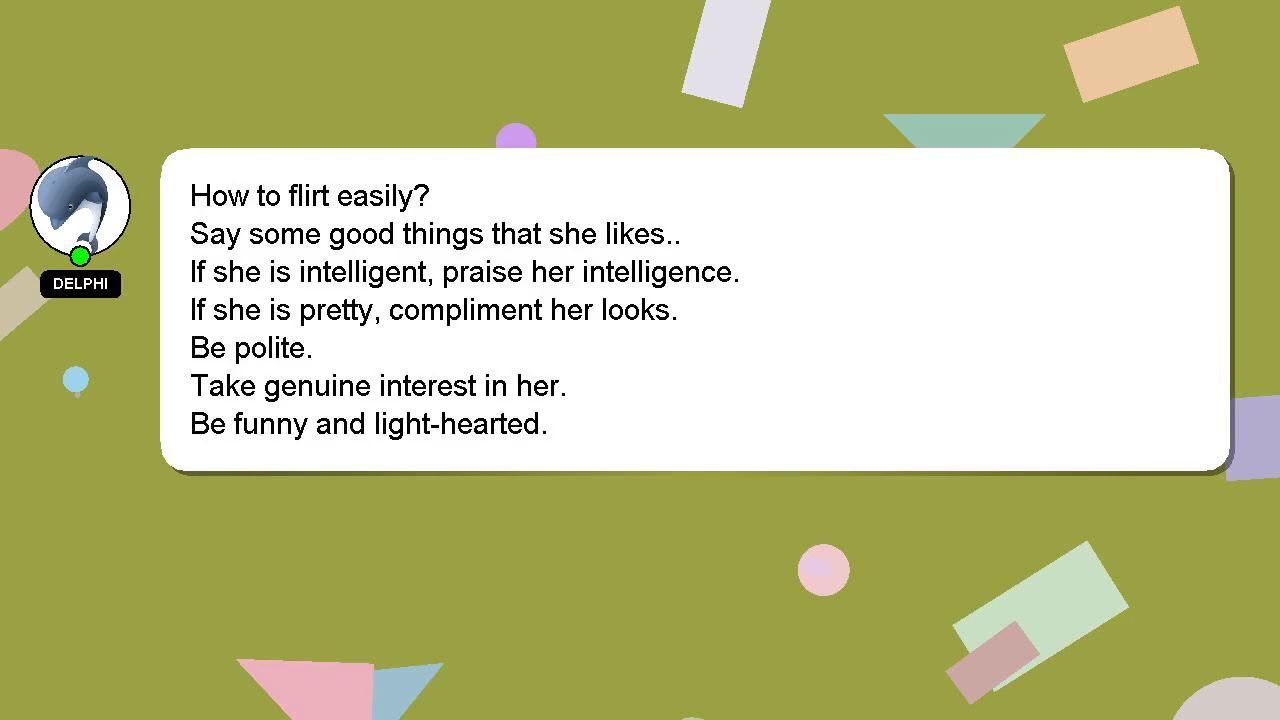 DELPHI
How to flirt easily?
Say some good things that she likes..
If she is intelligent, praise her intelligence.
If she is pretty, compliment her looks.
Be polite.
Take genuine interest in her.
Be funny and light-hearted.